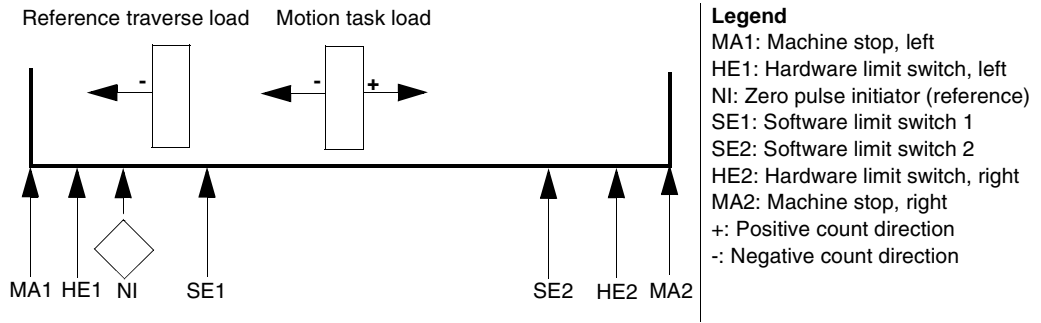 Reference traverse load
Motion task load
-
-
+
MA1 HE1 NI SE1 SE2 HE2 MA2
Legend
MA1: Machine stop, left
HE1: Hardware limit switch, left
NI: Zero pulse initiator (reference)
SE1: Software limit switch 1
SE2: Software limit switch 2
HE2: Hardware limit switch, right
MA2: Machine stop, right
+: Positive count direction
-: Negative count direction